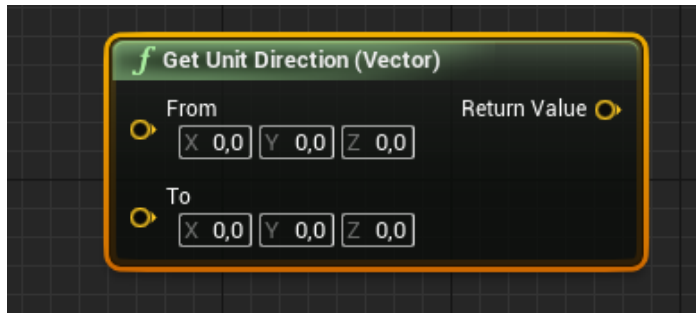 f Get Unit Direction (Vector)
From Return Value
X 0,0 Y 0,0 Z 0,0
To
X 0,0 Y 0,0 Z 0,0